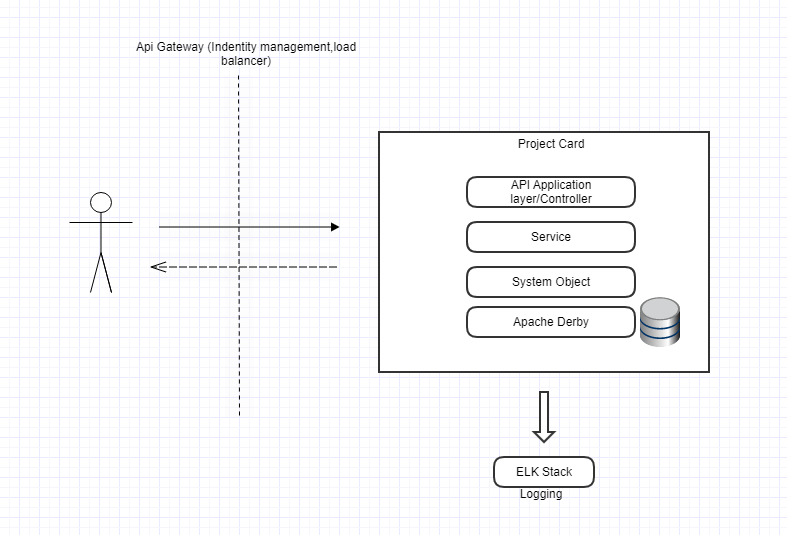 Api Gateway (Indentity management,load
balancer)
Project Card
API Application
layer/Controller
Service
System Object
Apache Derby
ELK Stack
Logging